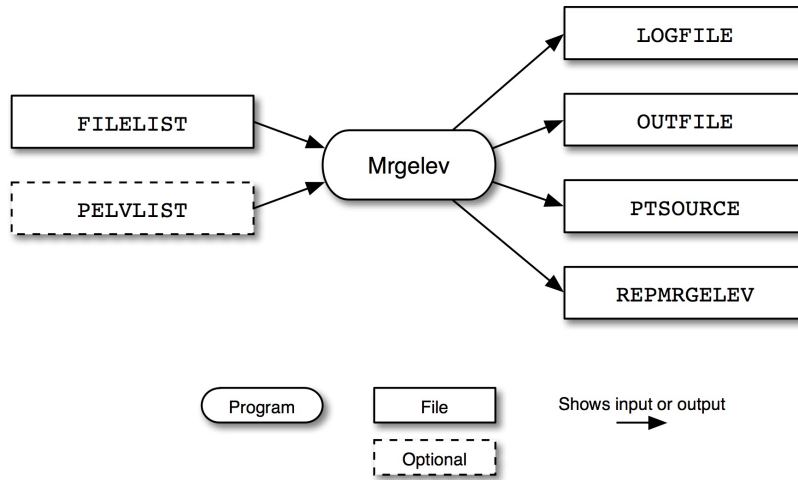 LOGFILE
FILELIST
OUTFILE
Mrgelev
PELVLIST
PTSOURCE
REPMRGELEV
Program
File
Shows input or output
Optional